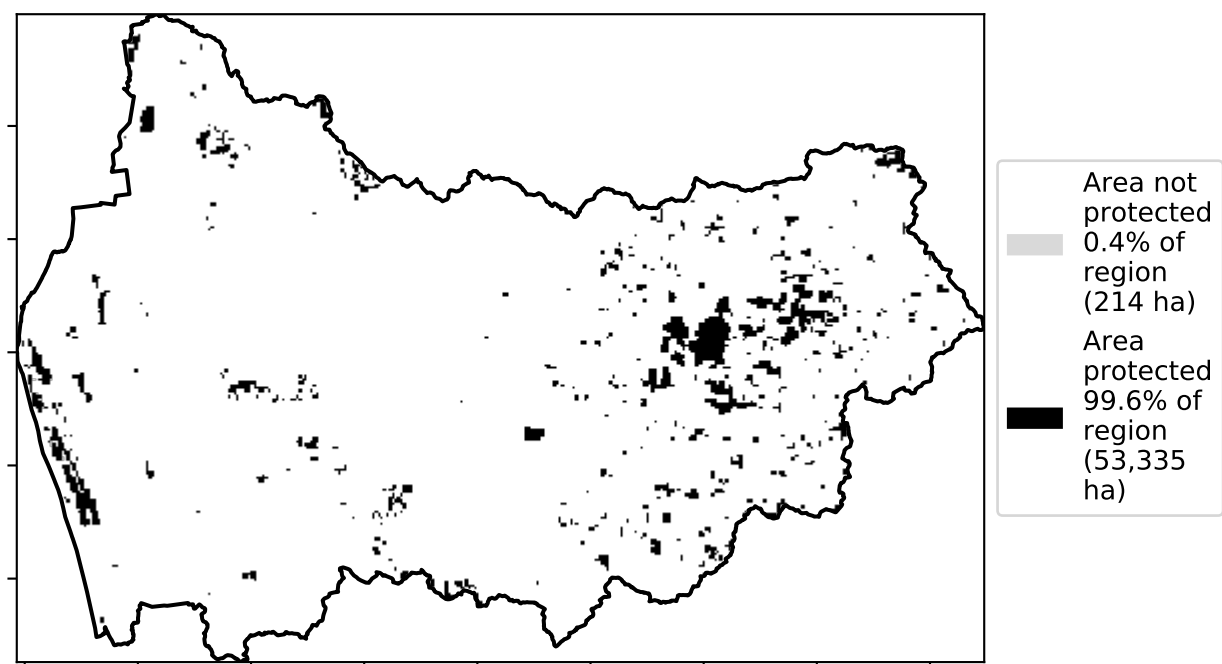 Area not
protected
0.4% of
region
(214 ha)
Area
protected
99.6% of
region
(53,335
ha)